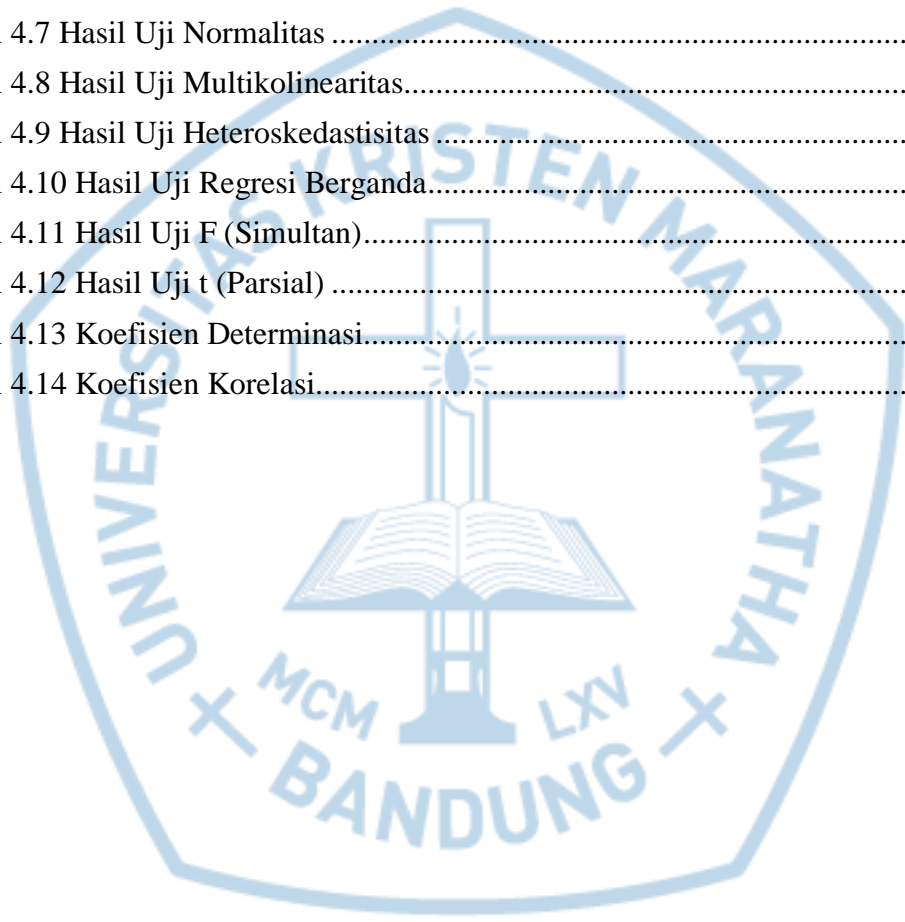 4.7 Hasil Uji Normalitas ........................................................................
4.8 Hasil Uji Multikolinearitas...............................................................
4.9 Hasil Uji Heteroskedastisitas ...........................................................
4.10 Hasil Uji Regresi Berganda............................................................
4.11 Hasil Uji F (Simultan)....................................................................
4.12 Hasil Uji t (Parsial) ........................................................................
4.13 Koefisien Determinasi....................................................................
4.14 Koefisien Korelasi..........................................................................
UNIVERSITAS KRISTEN MARANATHA
MCM LXV
BANDUNG